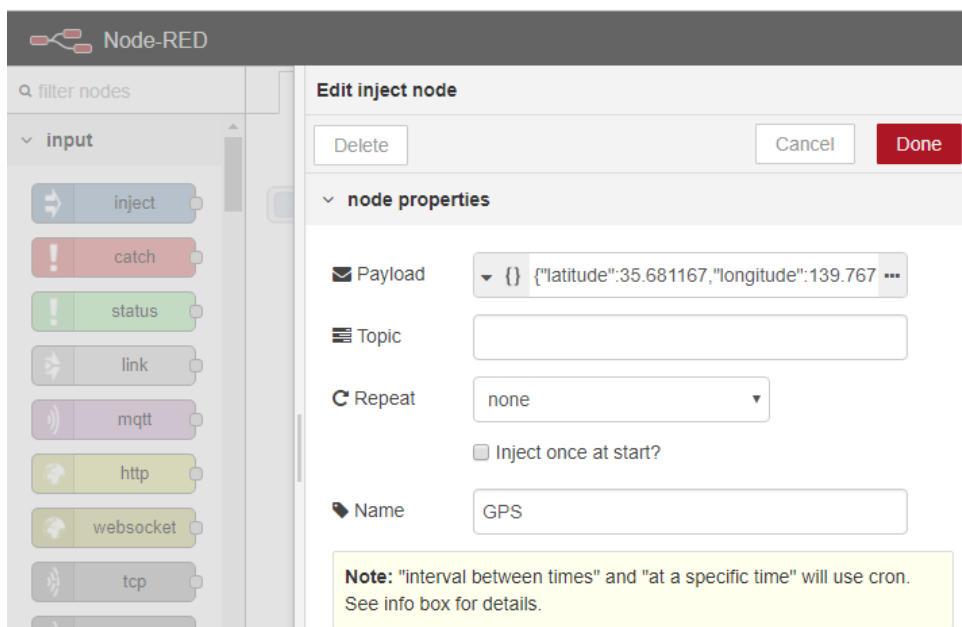 Node-RED
filter nodes
Edit inject node
input
Delete
Cancel
Done
node properties
inject
catch
status
link
mqtt
http
websocket
tcp
Payload
{} {"latitude":35.681167,"longitude":139.767
Topic
Repeat
none
Inject once at start?
Name
GPS
Note: "interval between times" and "at a specific time" will use cron.
See info box for details.